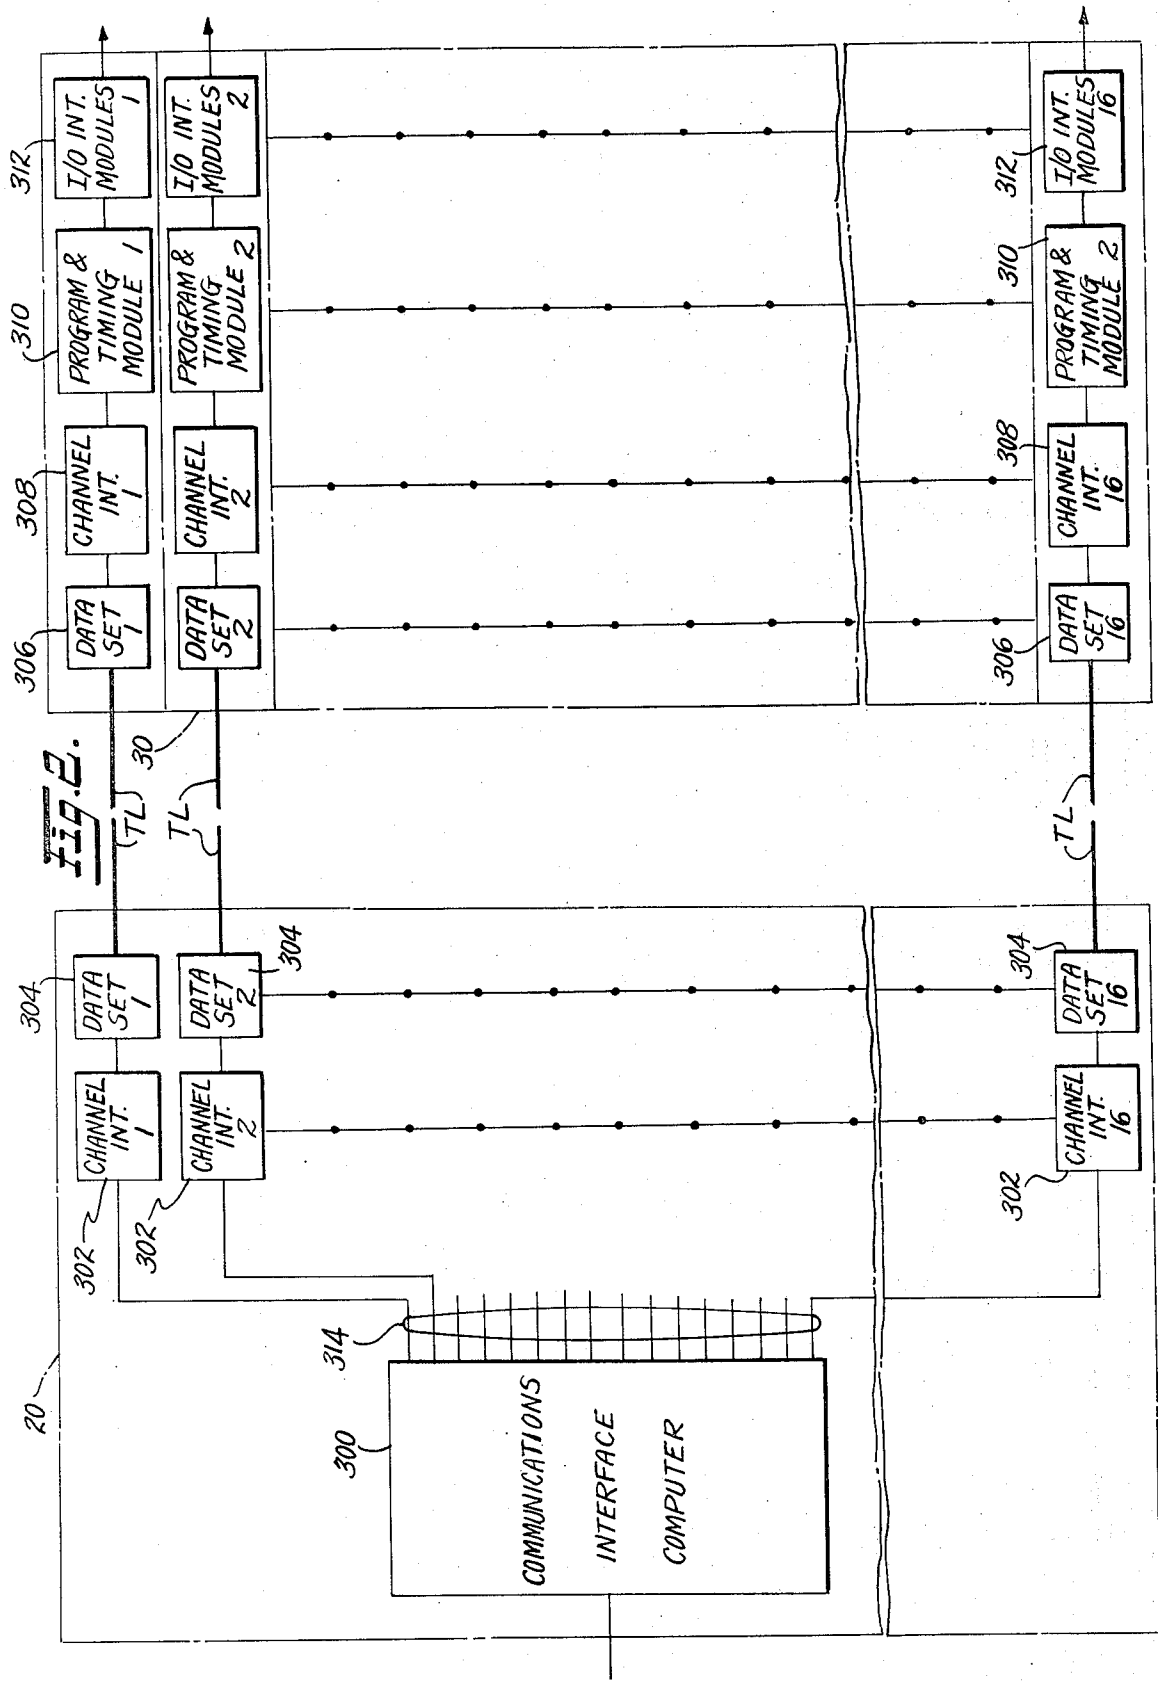 Fig. 2.
20
300
COMMUNICATIONS
INTERFACE
COMPUTER
314
302
CHANNEL
INT.
1
304
DATA
SET
1
TL
306
DATA
SET
1
308
CHANNEL
INT.
1
310
PROGRAM &
TIMING
MODULE 1
312
I/O INT.
MODULES
1
302
CHANNEL
INT.
2
DATA
SET
2
304
TL
30
DATA
SET
2
CHANNEL
INT.
2
PROGRAM &
TIMING
MODULE 2
I/O INT.
MODULES
2
302
CHANNEL
INT.
16
304
DATA
SET
16
TL
306
DATA
SET
16
308
CHANNEL
INT.
16
310
PROGRAM &
TIMING
MODULE 2
312
I/O INT.
MODULES
16